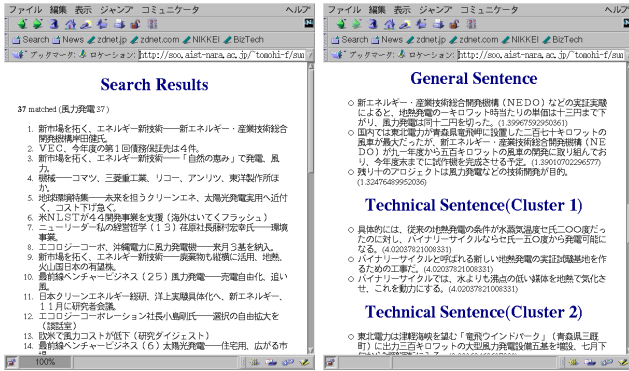 ファイル 編集 表示 ジャンプ コミュニケータ ヘルプ
Search News zdnet.jp zdnet.com NIKKEI BizTech
ブックマーク: ロケーション: http://soo.aist-nara.ac.jp/~tomohi-f/sum
Search Results
37 matched (風力発電 37 )
1. 新市場を拓く、エネルギー新技術――新エネルギー・産業技術総合
開発機構岸田健氏。
2. ＶＥＣ、今年度の第１回債務保証先は４件。
3. 新市場を拓く、エネルギー新技術――「自然の恵み」で発電、風
力。
4. 機械――コマツ、三菱重工業、リコー、アンリツ、東洋製作所ほ
か。
5. 地球環境特集――未来を担うクリーンエネ、太陽光発電実用へ近付
く、コスト下げ急ぐ。
6. 米ＮＬＳＴが４４開発事業を支援（海外はいてくフラッシュ）
7. ニューリーダー私の経営哲学（１３）荏原社長藤村宏幸氏――環境
事業。
8. エコロジーコーポ、沖縄電力に風力発電機――来月３基を納入。
9. 新市場を拓く、エネルギー新技術――廃棄物も縦横に活用、地熱、
火山国日本の有望株。
10. 最前線ベンチャービジネス（２５）風力発電――売電自由化、追い
風。
11. 日本クリーンエネルギー総研、洋上実験具体化へ、新エネルギー、
１１月に研究者会議。
12. エコロジーコーポレーション社長小島剛氏――選択の自由拡大を
（談話室）
13. 欧米で風力コストが低下（研究ダイジェスト）
14. 最前線ベンチャービジネス（６）太陽光発電――住宅用、広がる市
場
100%
ファイル 編集 表示 ジャンプ コミュニケータ ヘルプ
Search News zdnet.jp zdnet.com NIKKEI BizTech
ブックマーク: ロケーション: http://soo.aist-nara.ac.jp/~tomohi-f/sum
General Sentence
新エネルギー・産業技術総合開発機構（ＮＥＤＯ）などの実証実験
によると、地熱発電の一キロワット時当たりの単価は十三円まで下
がり、風力発電は同十二円を切った。(1.39967592950361)
国内では東北電力が青森県竜飛岬に設置した二百七十キロワットの
風車が最大だったが、新エネルギー・産業技術総合開発機構（ＮＥ
ＤＯ）が九一年から五百キロワットの風車の開発に取り組んでお
り、今年度末までに試作機を完成させる予定。(1.39010702296577)
残り十のプロジェクトは風力発電などの技術開発が目的。
(1.32476489952036)
Technical Sentence(Cluster 1)
具体的には、従来の地熱発電の条件が水蒸気温度セ氏二〇〇度だっ
たのに対し、バイナリーサイクルならセ氏一五〇度から発電可能に
なる。(4.02037821008331)
バイナリーサイクルと呼ばれる新しい地熱発電の実証試験基地を作
るための工事だ。(4.02037821008331)
バイナリーサイクルでは、水よりも沸点の低い媒体を地熱で気化さ
せ、これを動力にする。(4.02037821008331)
Technical Sentence(Cluster 2)
東北電力は津軽海峡を望む「竜飛ウインドパーク」（青森県三厩
町）に出力三百キロワットの大型風力発電設備五基を増設、七月下